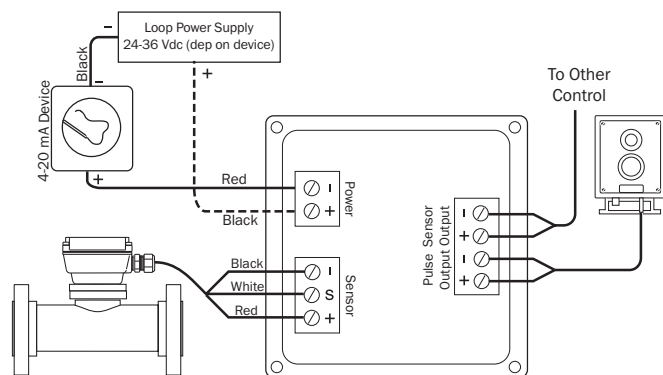 Loop Power Supply
24-36 Vdc (dep on device)
-
+
Black
-
4-20 mA Device
+
Red
Black
-
+
Power
Black
White
Red
-
S
+
Sensor
To Other
Control
-
+
-
+
Pulse Sensor
Output Output